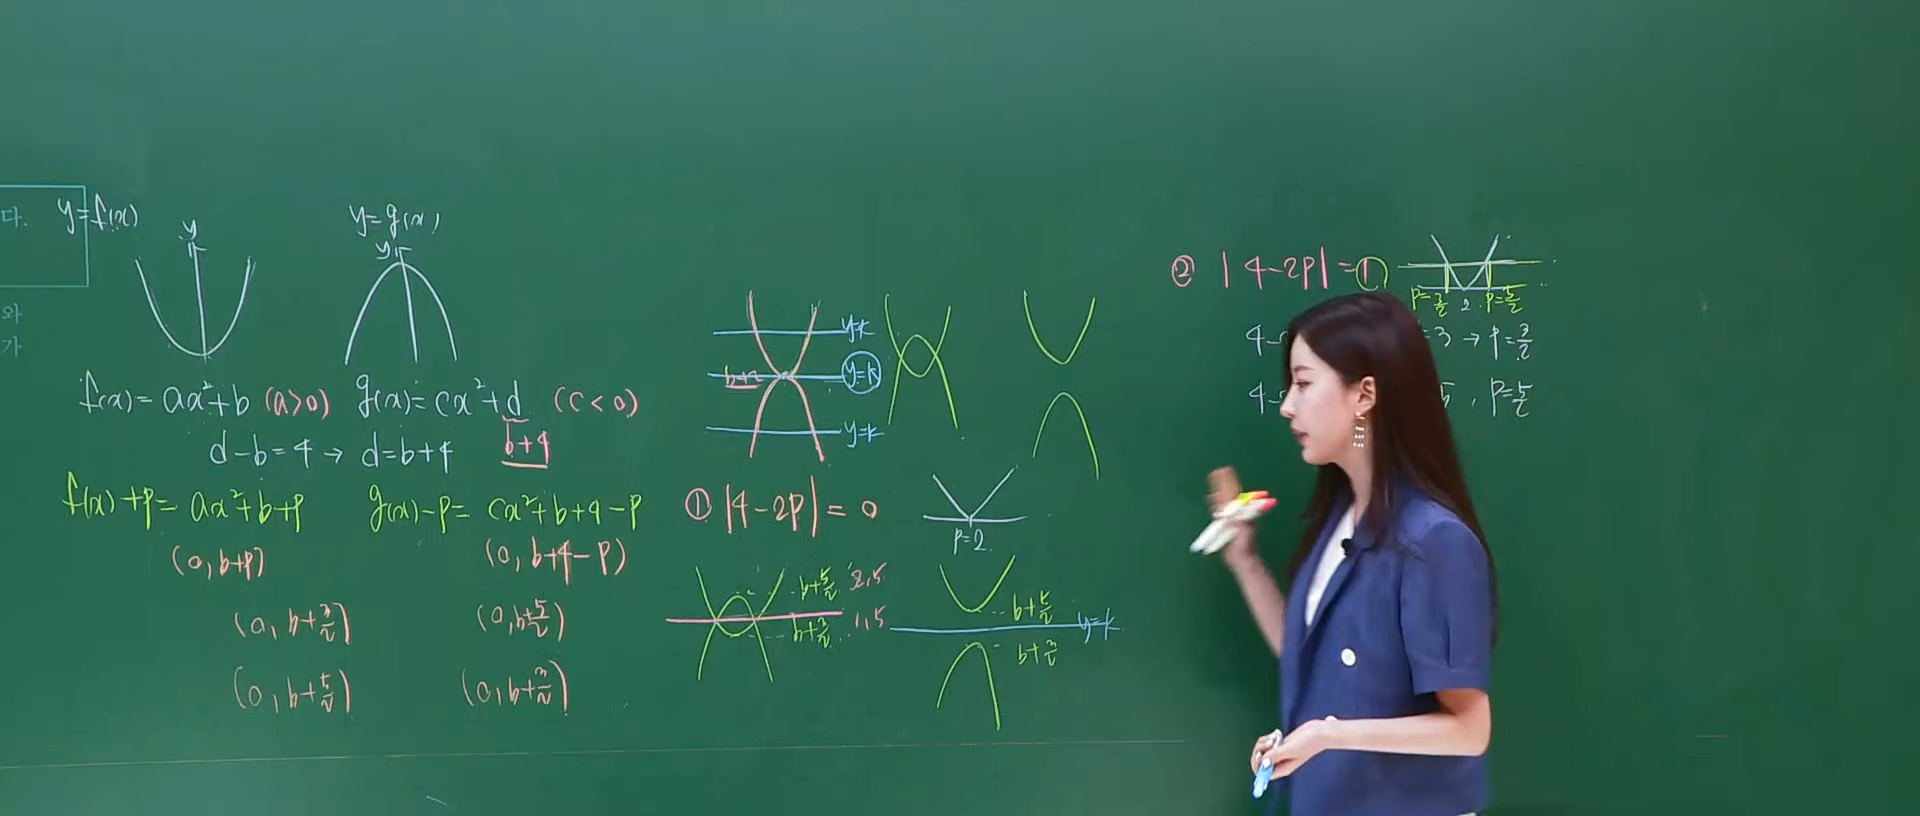 다.
와
가
y=f(x)
y
y=g(x)
y
f(x)=ax²+b (a>0)
g(x)=cx²+d (c<0)
d-b=4 → d=b+4
b+4
f(x)+p=ax²+b+p
g(x)-p=cx²+b+4-p
(0, b+p)
(0, b+4-p)
(0, b+3/2)
(0, b+5/2)
(0, b+5/2)
(0, b+3/2)
y=k
b+2
y=k
y=k
① |4-2p|=0
p=2
b+5/2 2.5
b+3/2 1.5
b+5/2
y=k
b+3/2
② |4-2p|=1
p=3/2 2 p=5/2
4-
=3 → p=3/2
4-
5, p=5/2